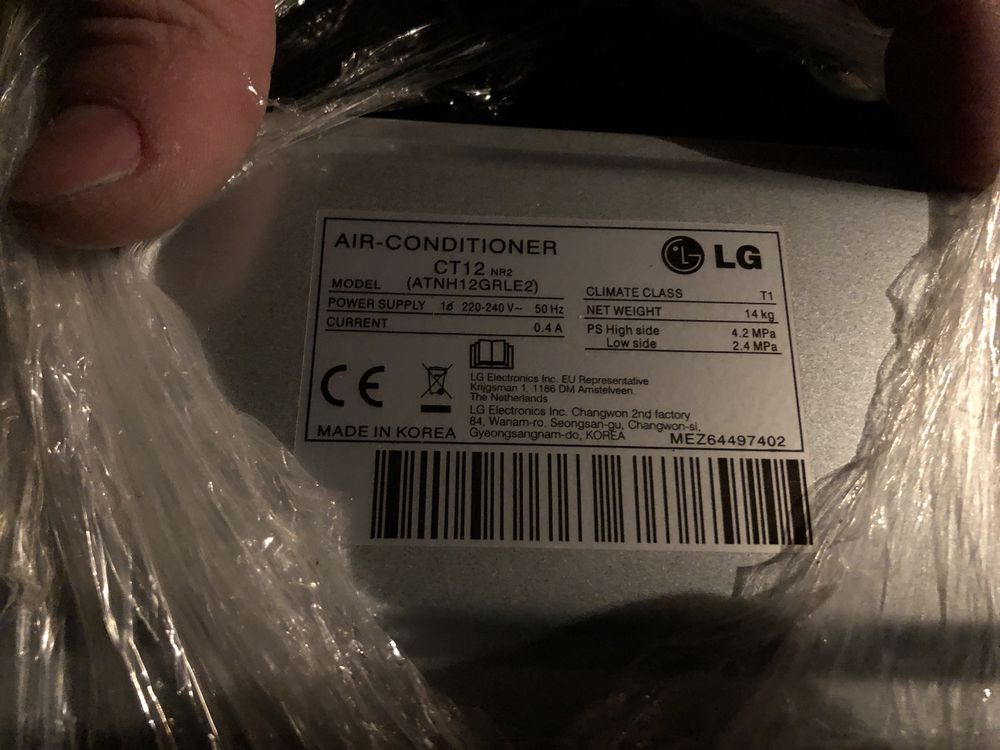 AIR-CONDITIONER
LG
CT12 NR2
MODEL (ATNH12GRLE2)
POWER SUPPLY 1ø 220-240 V~ 50 Hz
CURRENT 0.4 A
CLIMATE CLASS T1
NET WEIGHT 14 kg
PS High side 4.2 MPa
Low side 2.4 MPa
CE
LG Electronics Inc. EU Representative
Krijgsman 1, 1186 DM Amstelveen,
The Netherlands
LG Electronics Inc. Changwon 2nd factory
84, Wanam-ro, Seongsan-gu, Changwon-si,
Gyeongsangnam-do, KOREA
MADE IN KOREA
MEZ64497402